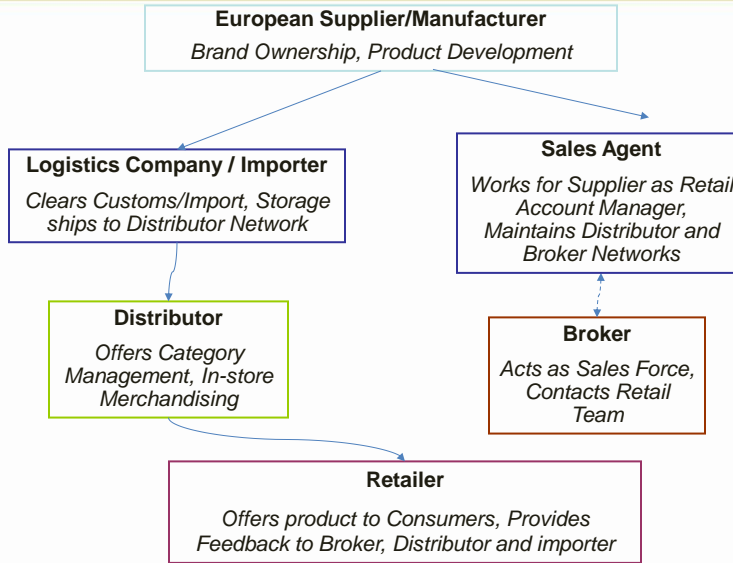 European Supplier/Manufacturer
Brand Ownership, Product Development
Logistics Company / Importer
Clears Customs/Import, Storage
ships to Distributor Network
Sales Agent
Works for Supplier as Retail
Account Manager,
Maintains Distributor and
Broker Networks
Distributor
Offers Category
Management, In-store
Merchandising
Broker
Acts as Sales Force,
Contacts Retail
Team
Retailer
Offers product to Consumers, Provides
Feedback to Broker, Distributor and importer